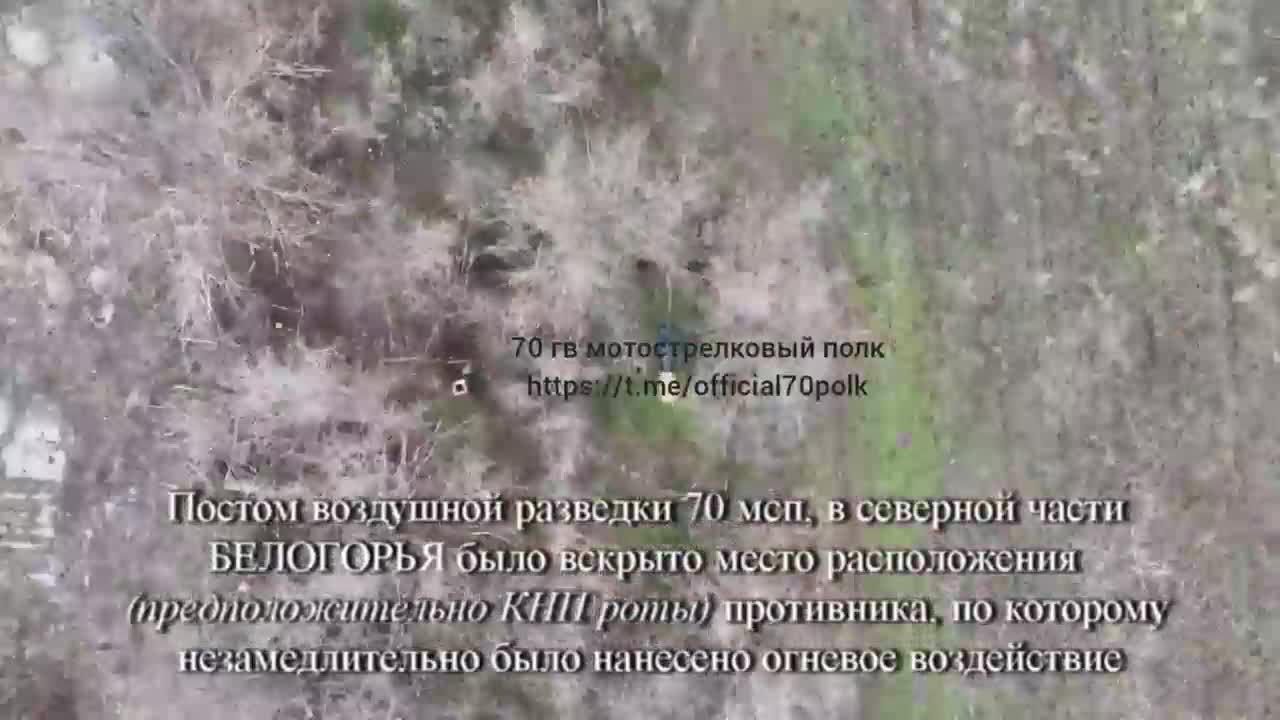 70 гв мотострелковый полк
https://t.me/official70polk
Постом воздушной разведки 70 мсп, в северной части
БЕЛОГОРЬЯ было вскрыто место расположения
(предположительно КНП роты) противника, по которому
незамедлительно было нанесено огневое воздействие